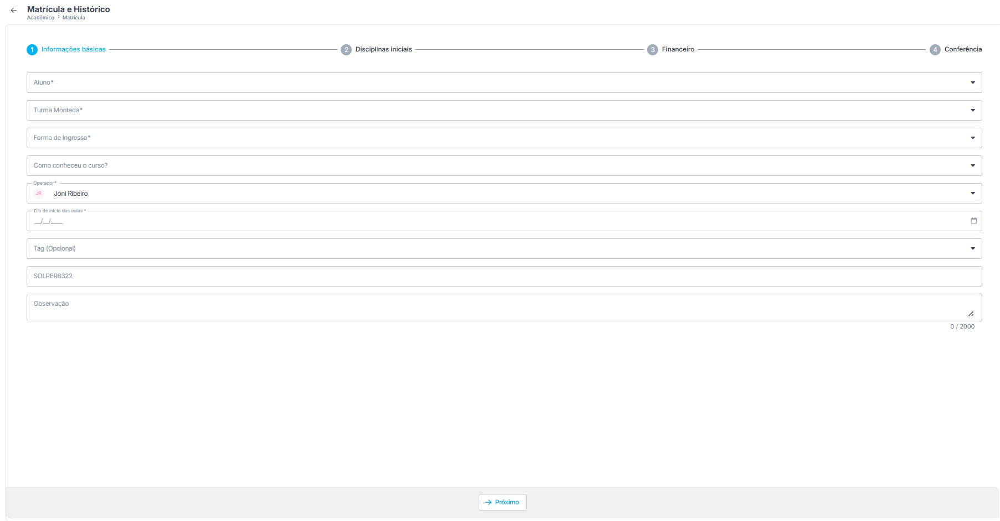 Matrícula e Histórico
Acadêmico > Matrícula
1 Informações básicas
2 Disciplinas iniciais
3 Financeiro
4 Conferência
Aluno*
Turma Montada*
Forma de Ingresso*
Como conheceu o curso?
Operador*
JR Joni Ribeiro
Dia de início das aulas *
__/__/____
Tag (Opcional)
SOLPER8322
Observação
0 / 2000
Próximo